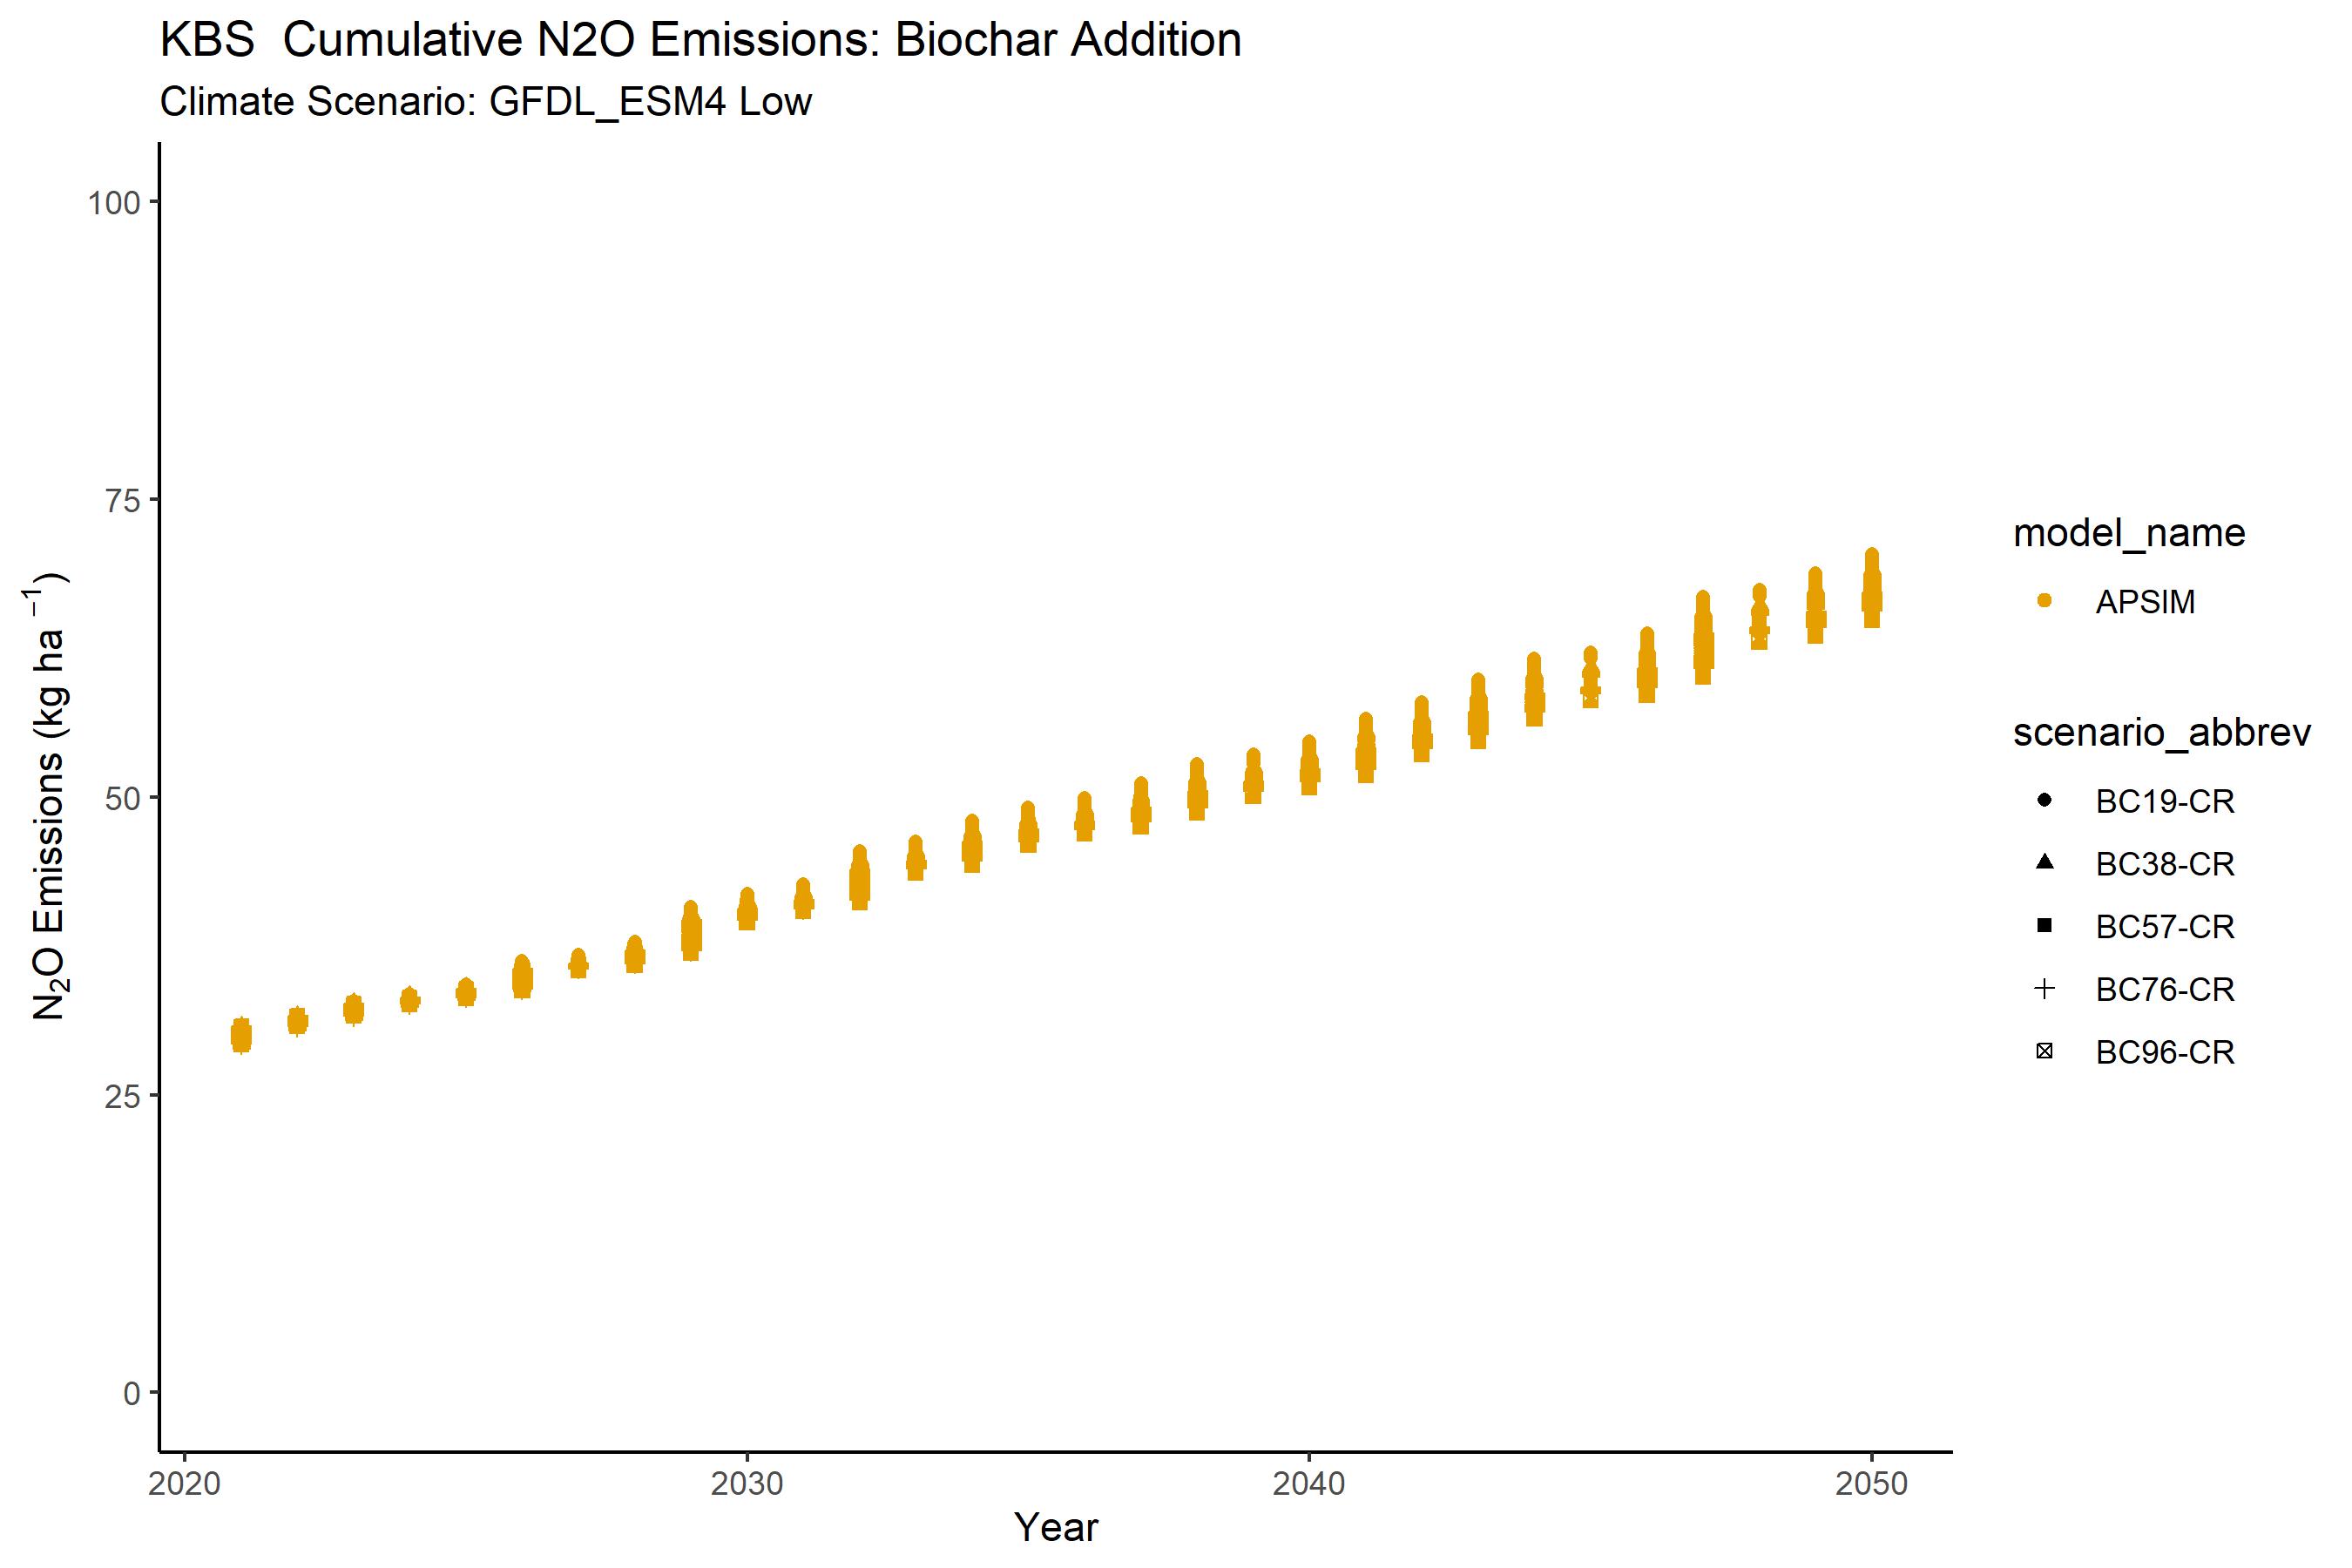 KBS  Cumulative N2O Emissions: Biochar Addition
Climate Scenario: GFDL_ESM4 Low
N₂O Emissions (kg ha ⁻¹)
100
75
50
25
0
2020
2030
2040
2050
Year
model_name
APSIM
scenario_abbrev
BC19-CR
BC38-CR
BC57-CR
BC76-CR
BC96-CR